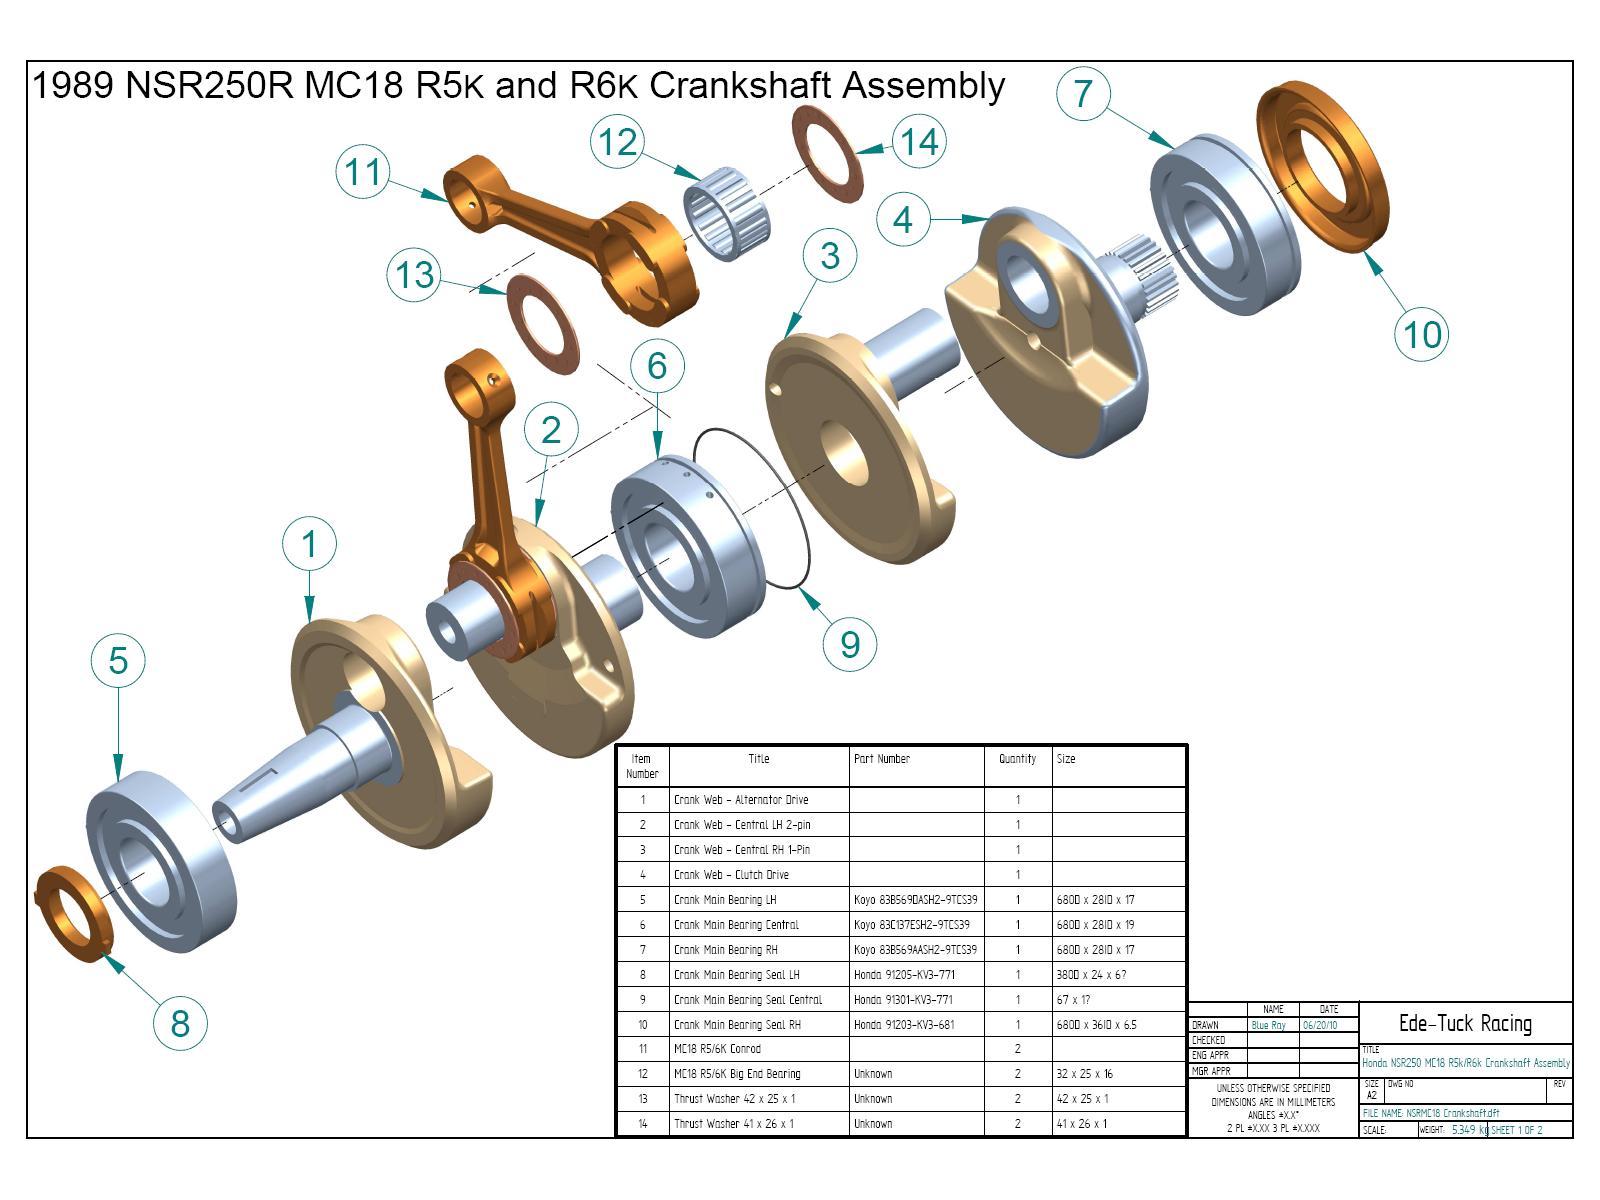 1989 NSR250R MC18 R5K and R6K Crankshaft Assembly
7
12
14
11
4
3
13
10
6
2
1
9
5
8
Item Number Title Part Number Quantity Size
1 Crank Web - Alternator Drive 1
2 Crank Web - Central LH 2-pin 1
3 Crank Web - Central RH 1-Pin 1
4 Crank Web - Clutch Drive 1
5 Crank Main Bearing LH Koyo 83B569DASH2-9TCS39 1 68OD x 28ID x 17
6 Crank Main Bearing Central Koyo 83C137ESH2-9TCS39 1 68OD x 28ID x 19
7 Crank Main Bearing RH Koyo 83B569AASH2-9TCS39 1 68OD x 28ID x 17
8 Crank Main Bearing Seal LH Honda 91205-KV3-771 1 38OD x 24 x 6?
9 Crank Main Bearing Seal Central Honda 91301-KV3-771 1 67 x 1?
10 Crank Main Bearing Seal RH Honda 91203-KV3-681 1 68OD x 36ID x 6.5
11 MC18 R5/6K Conrod 2
12 MC18 R5/6K Big End Bearing Unknown 2 32 x 25 x 16
13 Thrust Washer 42 x 25 x 1 Unknown 2 42 x 25 x 1
14 Thrust Washer 41 x 26 x 1 Unknown 2 41 x 26 x 1
NAME DATE
DRAWN Blue Ray 06/20/10
CHECKED
ENG APPR
MGR APPR
UNLESS OTHERWISE SPECIFIED
DIMENSIONS ARE IN MILLIMETERS
ANGLES ±X.X°
2 PL ±X.XX 3 PL ±X.XXX
Ede-Tuck Racing
TITLE
Honda NSR250 MC18 R5k/R6k Crankshaft Assembly
SIZE DWG NO REV
A2
FILE NAME: NSRMC18 Crankshaft.dft
SCALE: WEIGHT: 5.349 kg SHEET 1 OF 2